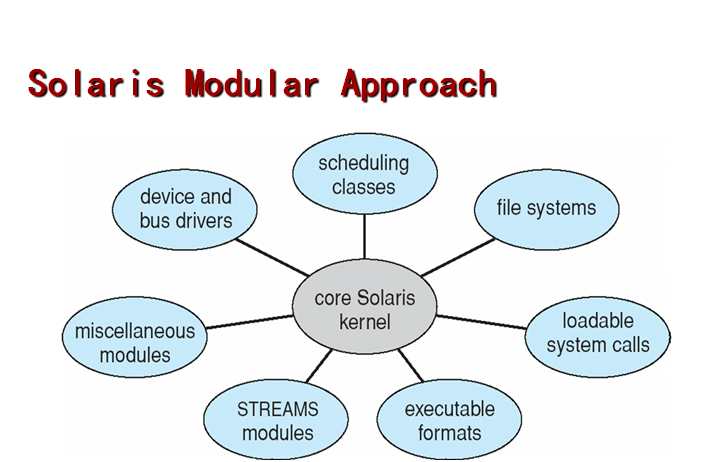 Solaris Modular Approach
scheduling
classes
device and
bus drivers
file systems
core Solaris
kernel
miscellaneous
modules
loadable
system calls
STREAMS
modules
executable
formats